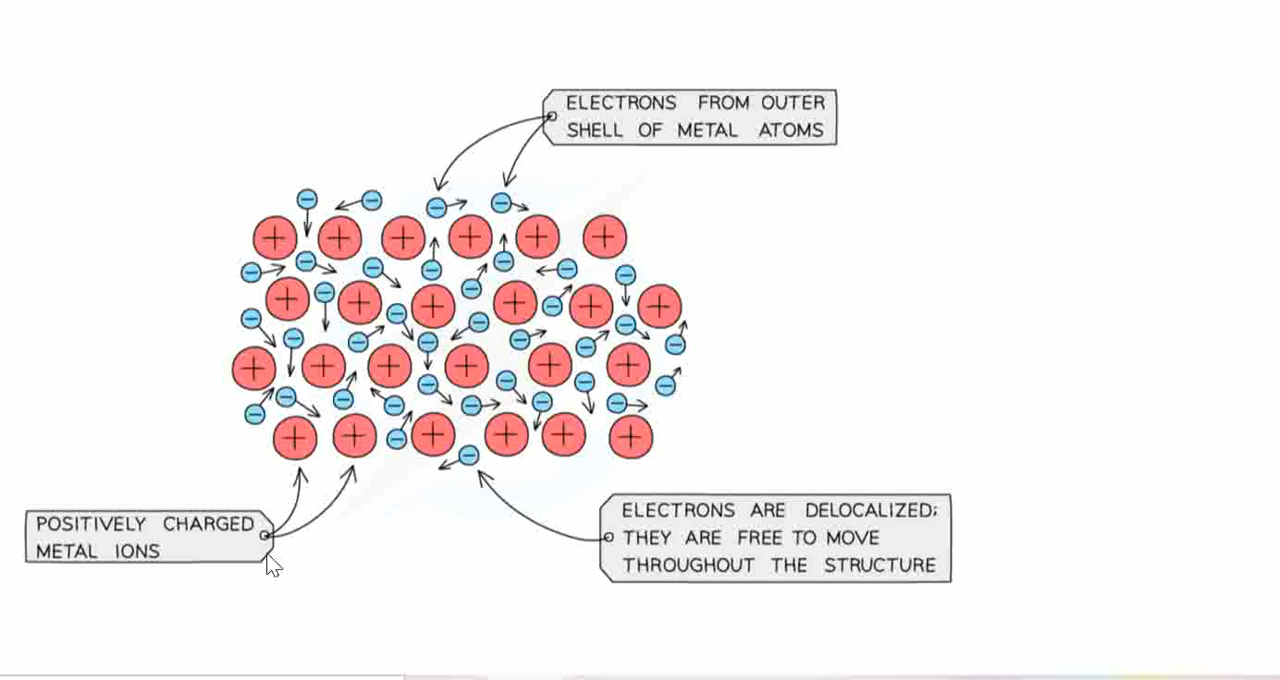 ELECTRONS FROM OUTER
SHELL OF METAL ATOMS
POSITIVELY CHARGED
METAL IONS
ELECTRONS ARE DELOCALIZED;
THEY ARE FREE TO MOVE
THROUGHOUT THE STRUCTURE